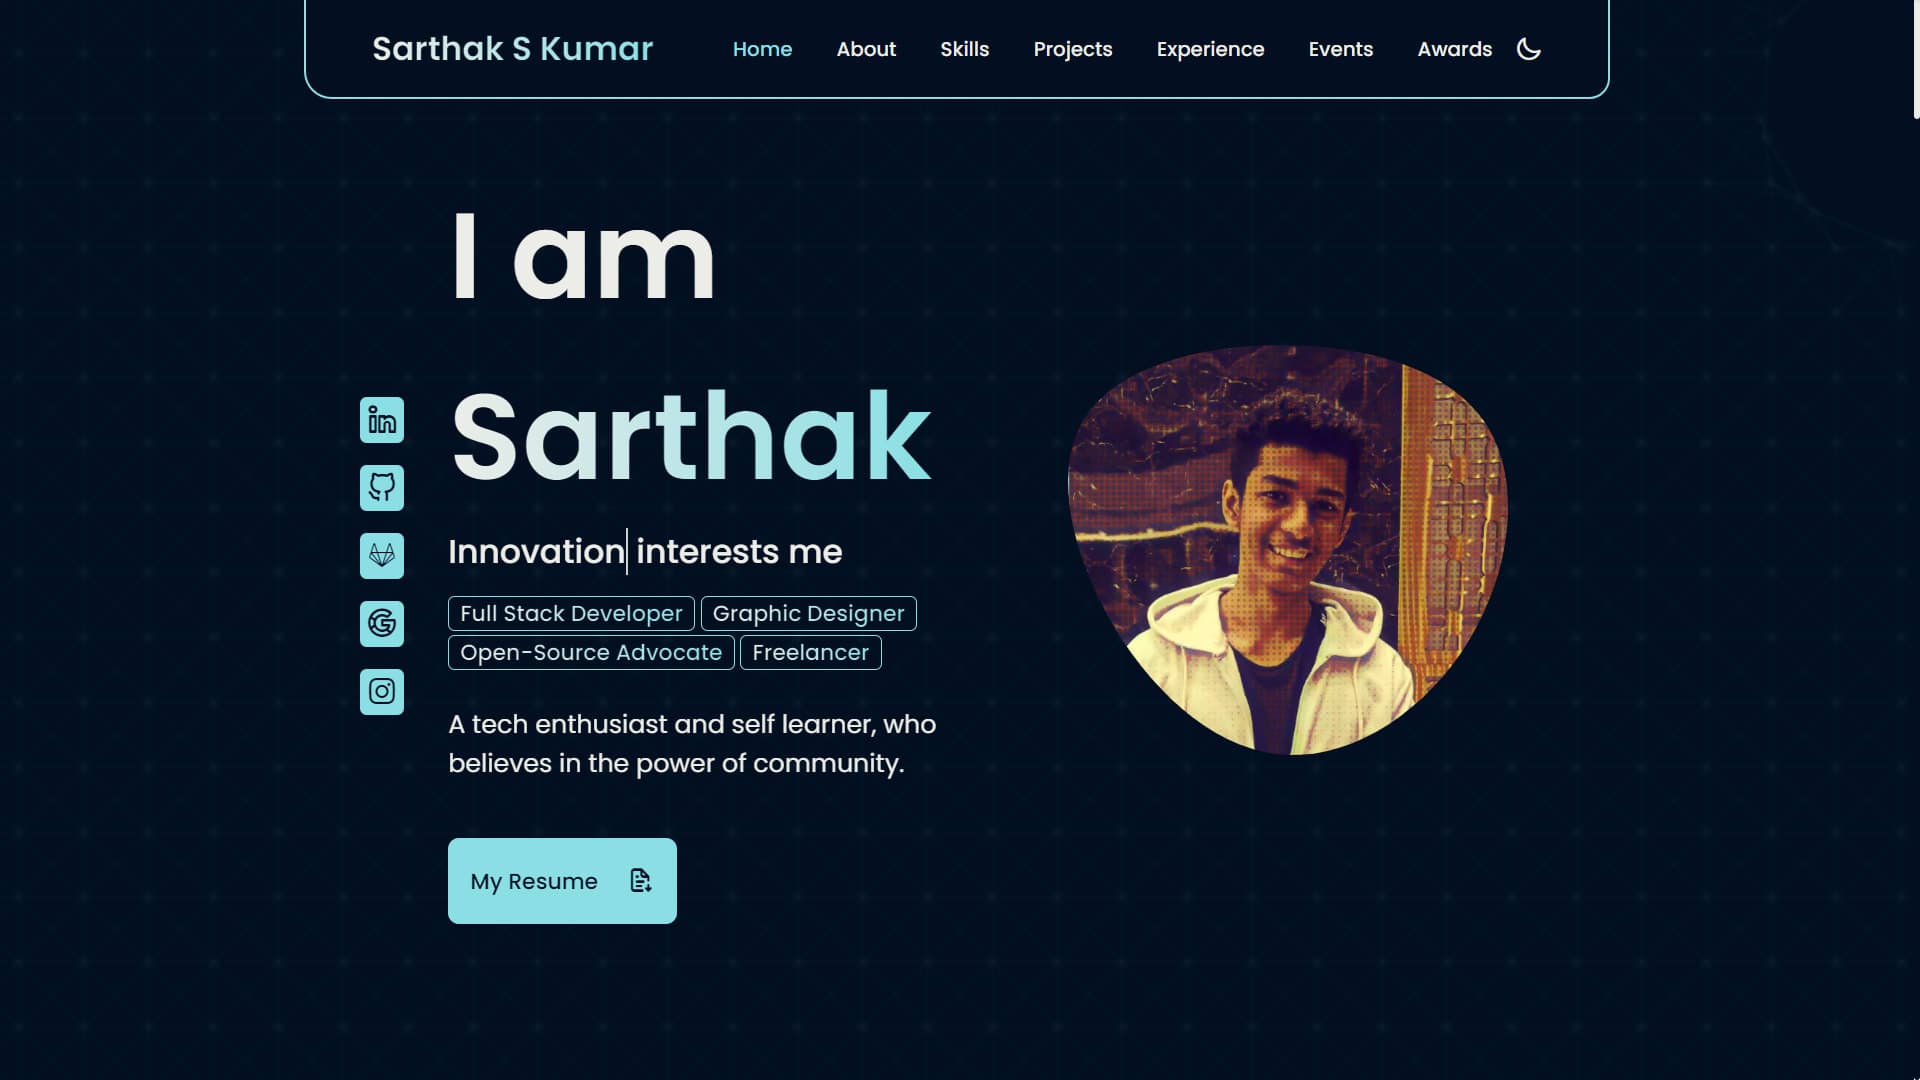 Sarthak S Kumar
Home About Skills Projects Experience Events Awards
I am
Sarthak
Innovation interests me
Full Stack Developer Graphic Designer
Open-Source Advocate Freelancer
A tech enthusiast and self learner, who
believes in the power of community.
My Resume